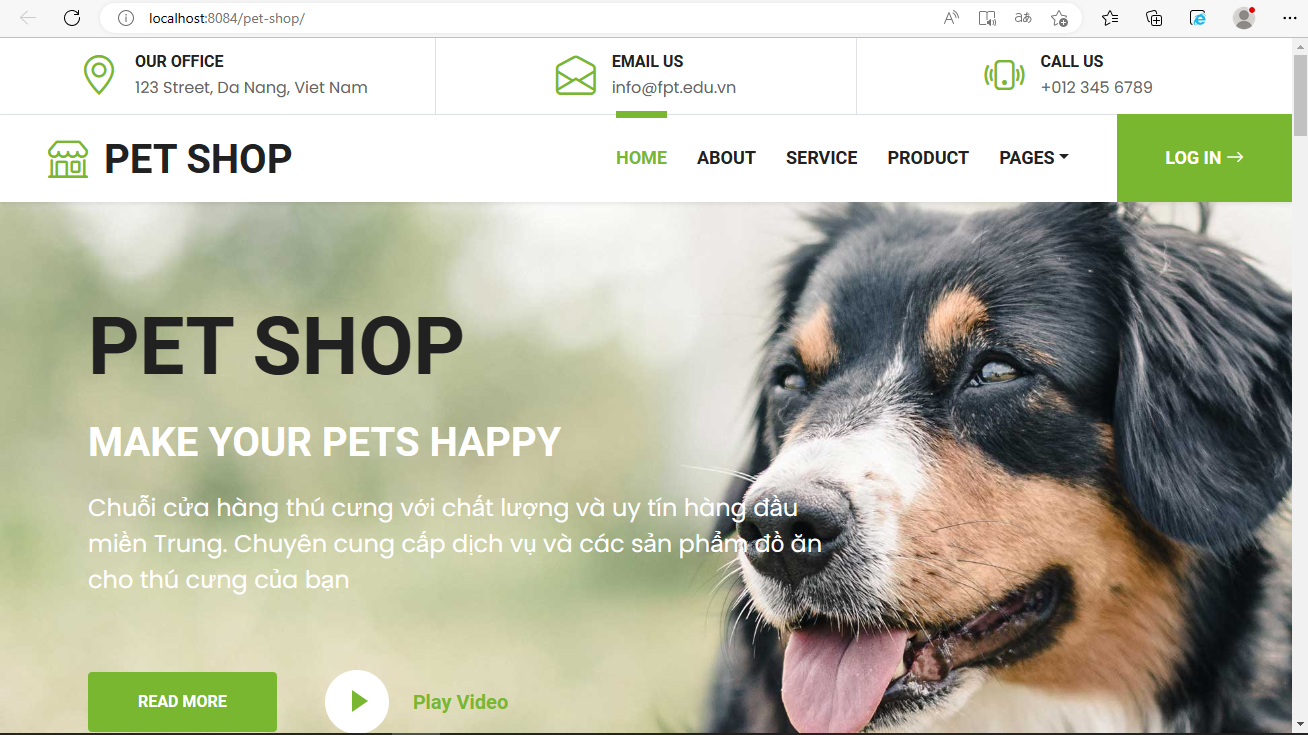 localhost:8084/pet-shop/
OUR OFFICE
123 Street, Da Nang, Viet Nam
EMAIL US
info@fpt.edu.vn
CALL US
+012 345 6789
PET SHOP
HOME
ABOUT
SERVICE
PRODUCT
PAGES
LOG IN
PET SHOP
MAKE YOUR PETS HAPPY
Chuỗi cửa hàng thú cưng với chất lượng và uy tín hàng đầu
miền Trung. Chuyên cung cấp dịch vụ và các sản phẩm đồ ăn
cho thú cưng của bạn
READ MORE
Play Video